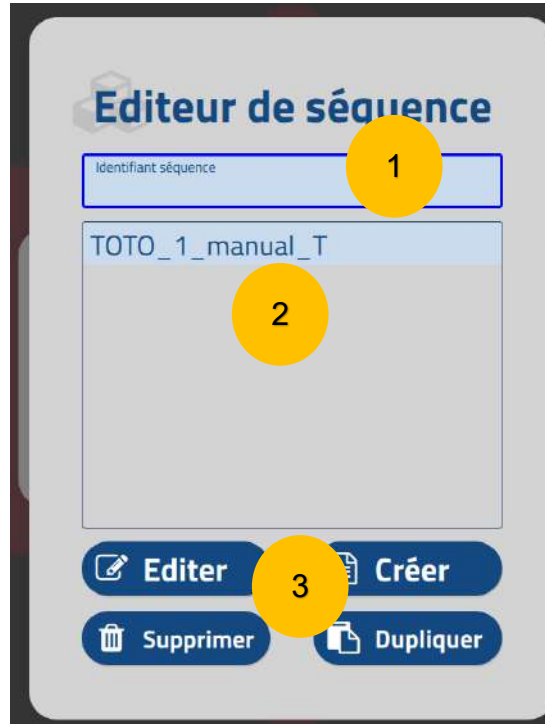 Editeur de séquence
Identifiant séquence
1
TOTO_1_manual_T
2
Editer
Créer
3
Supprimer
Dupliquer